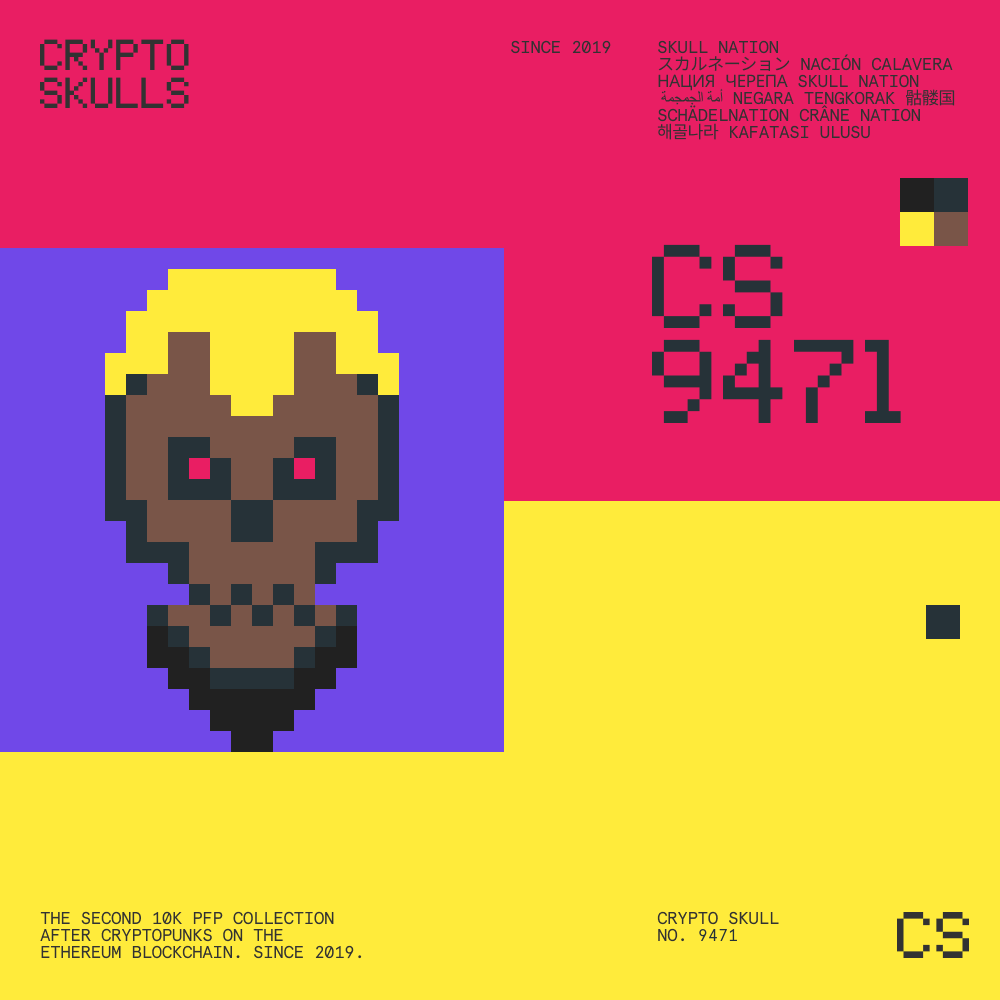 CRYPTO
SKULLS
SINCE 2019
SKULL NATION
スカルネーション NACIÓN CALAVERA
НАЦИЯ ЧЕРЕПА SKULL NATION
أمة الجمجمة NEGARA TENGKORAK 骷髅国
SCHÄDELNATION CRÂNE NATION
해골나라 KAFATASI ULUSU
CS
9471
THE SECOND 10K PFP COLLECTION
AFTER CRYPTOPUNKS ON THE
ETHEREUM BLOCKCHAIN. SINCE 2019.
CRYPTO SKULL
NO. 9471
CS